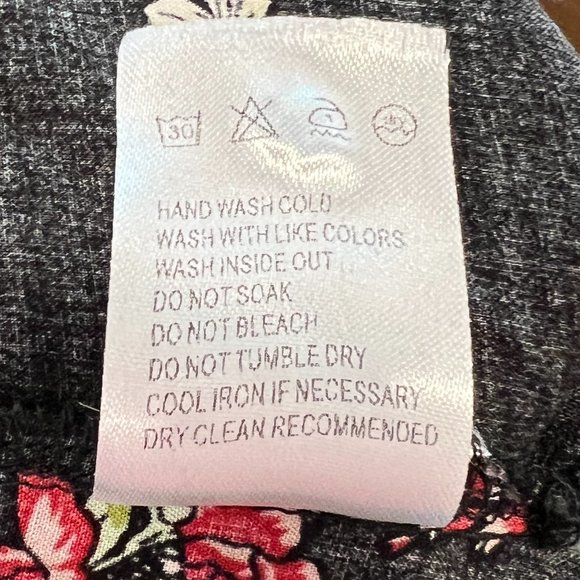 30
HAND WASH COLD
WASH WITH LIKE COLORS
WASH INSIDE OUT
DO NOT SOAK
DO NOT BLEACH
DO NOT TUMBLE DRY
COOL IRON IF NECESSARY
DRY CLEAN RECOMMENDED